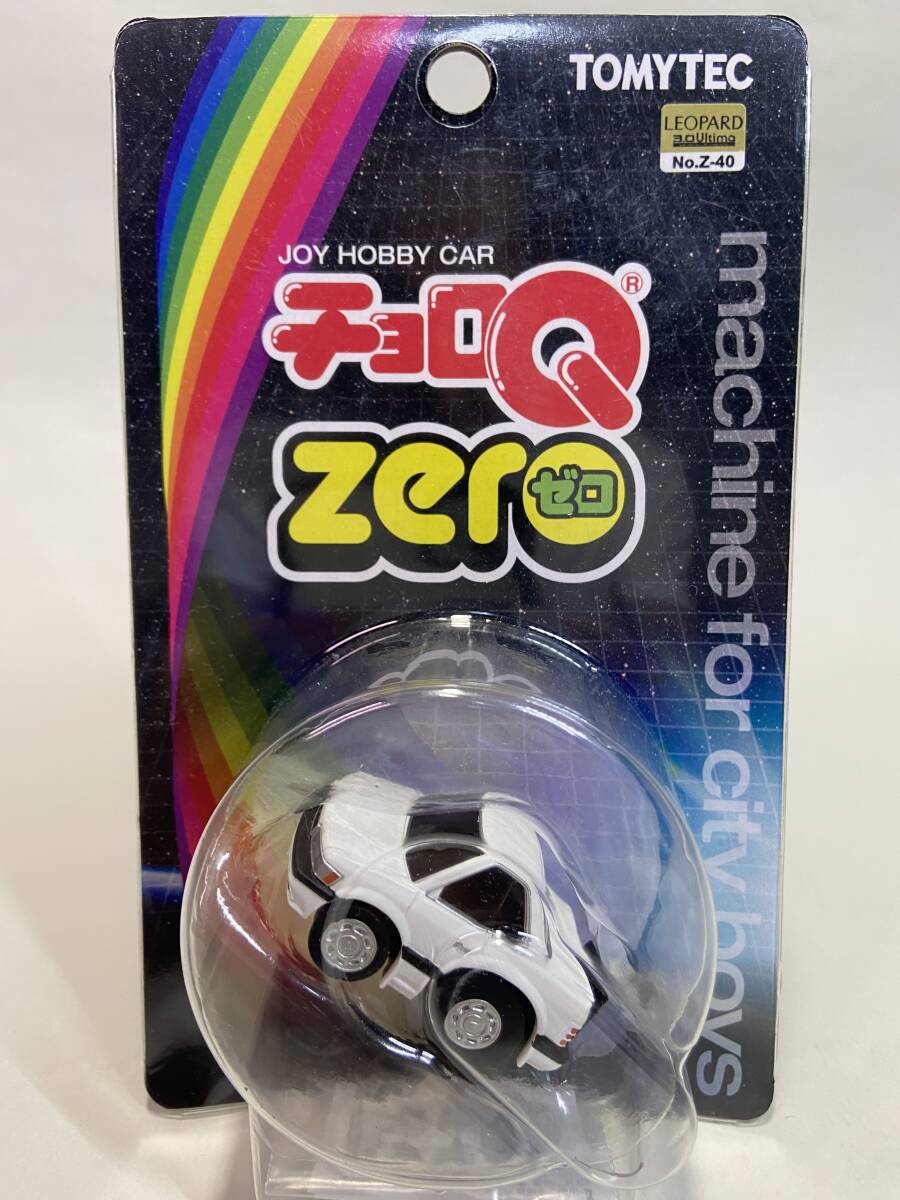 TOMYTEC
LEOPARD
3.0Ultima
No.Z-40
JOY HOBBY CAR
チョロQ®
zero
ゼロ
machine for city boys